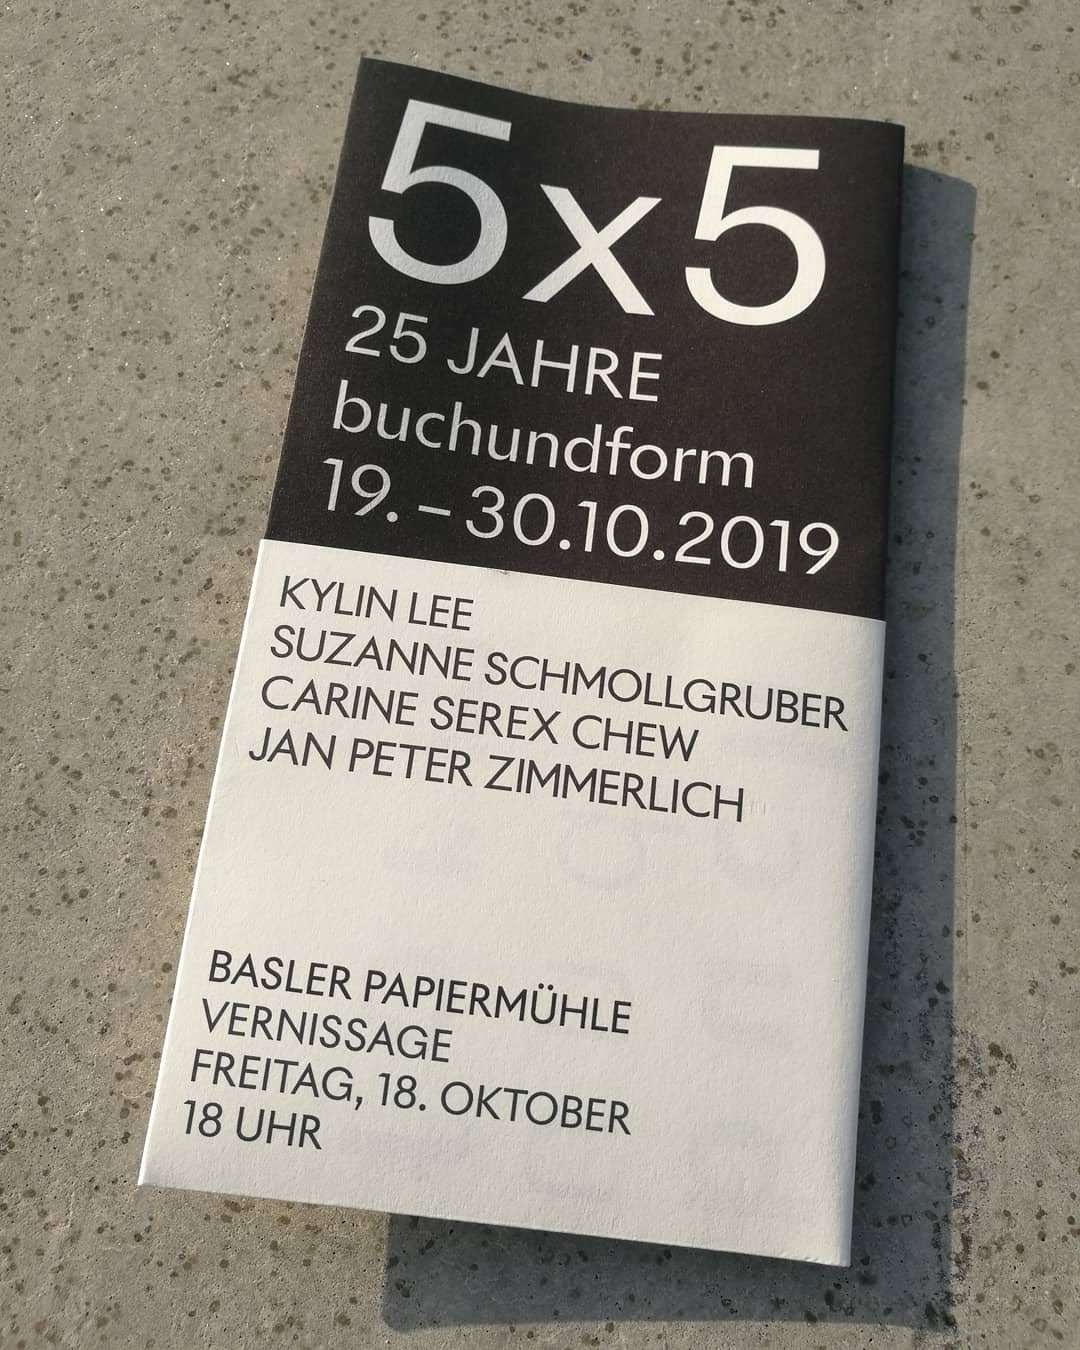 5x5
25 JAHRE
buchundform
19. – 30.10.2019
KYLIN LEE
SUZANNE SCHMOLLGRUBER
CARINE SEREX CHEW
JAN PETER ZIMMERLICH
BASLER PAPIERMÜHLE
VERNISSAGE
FREITAG, 18. OKTOBER
18 UHR